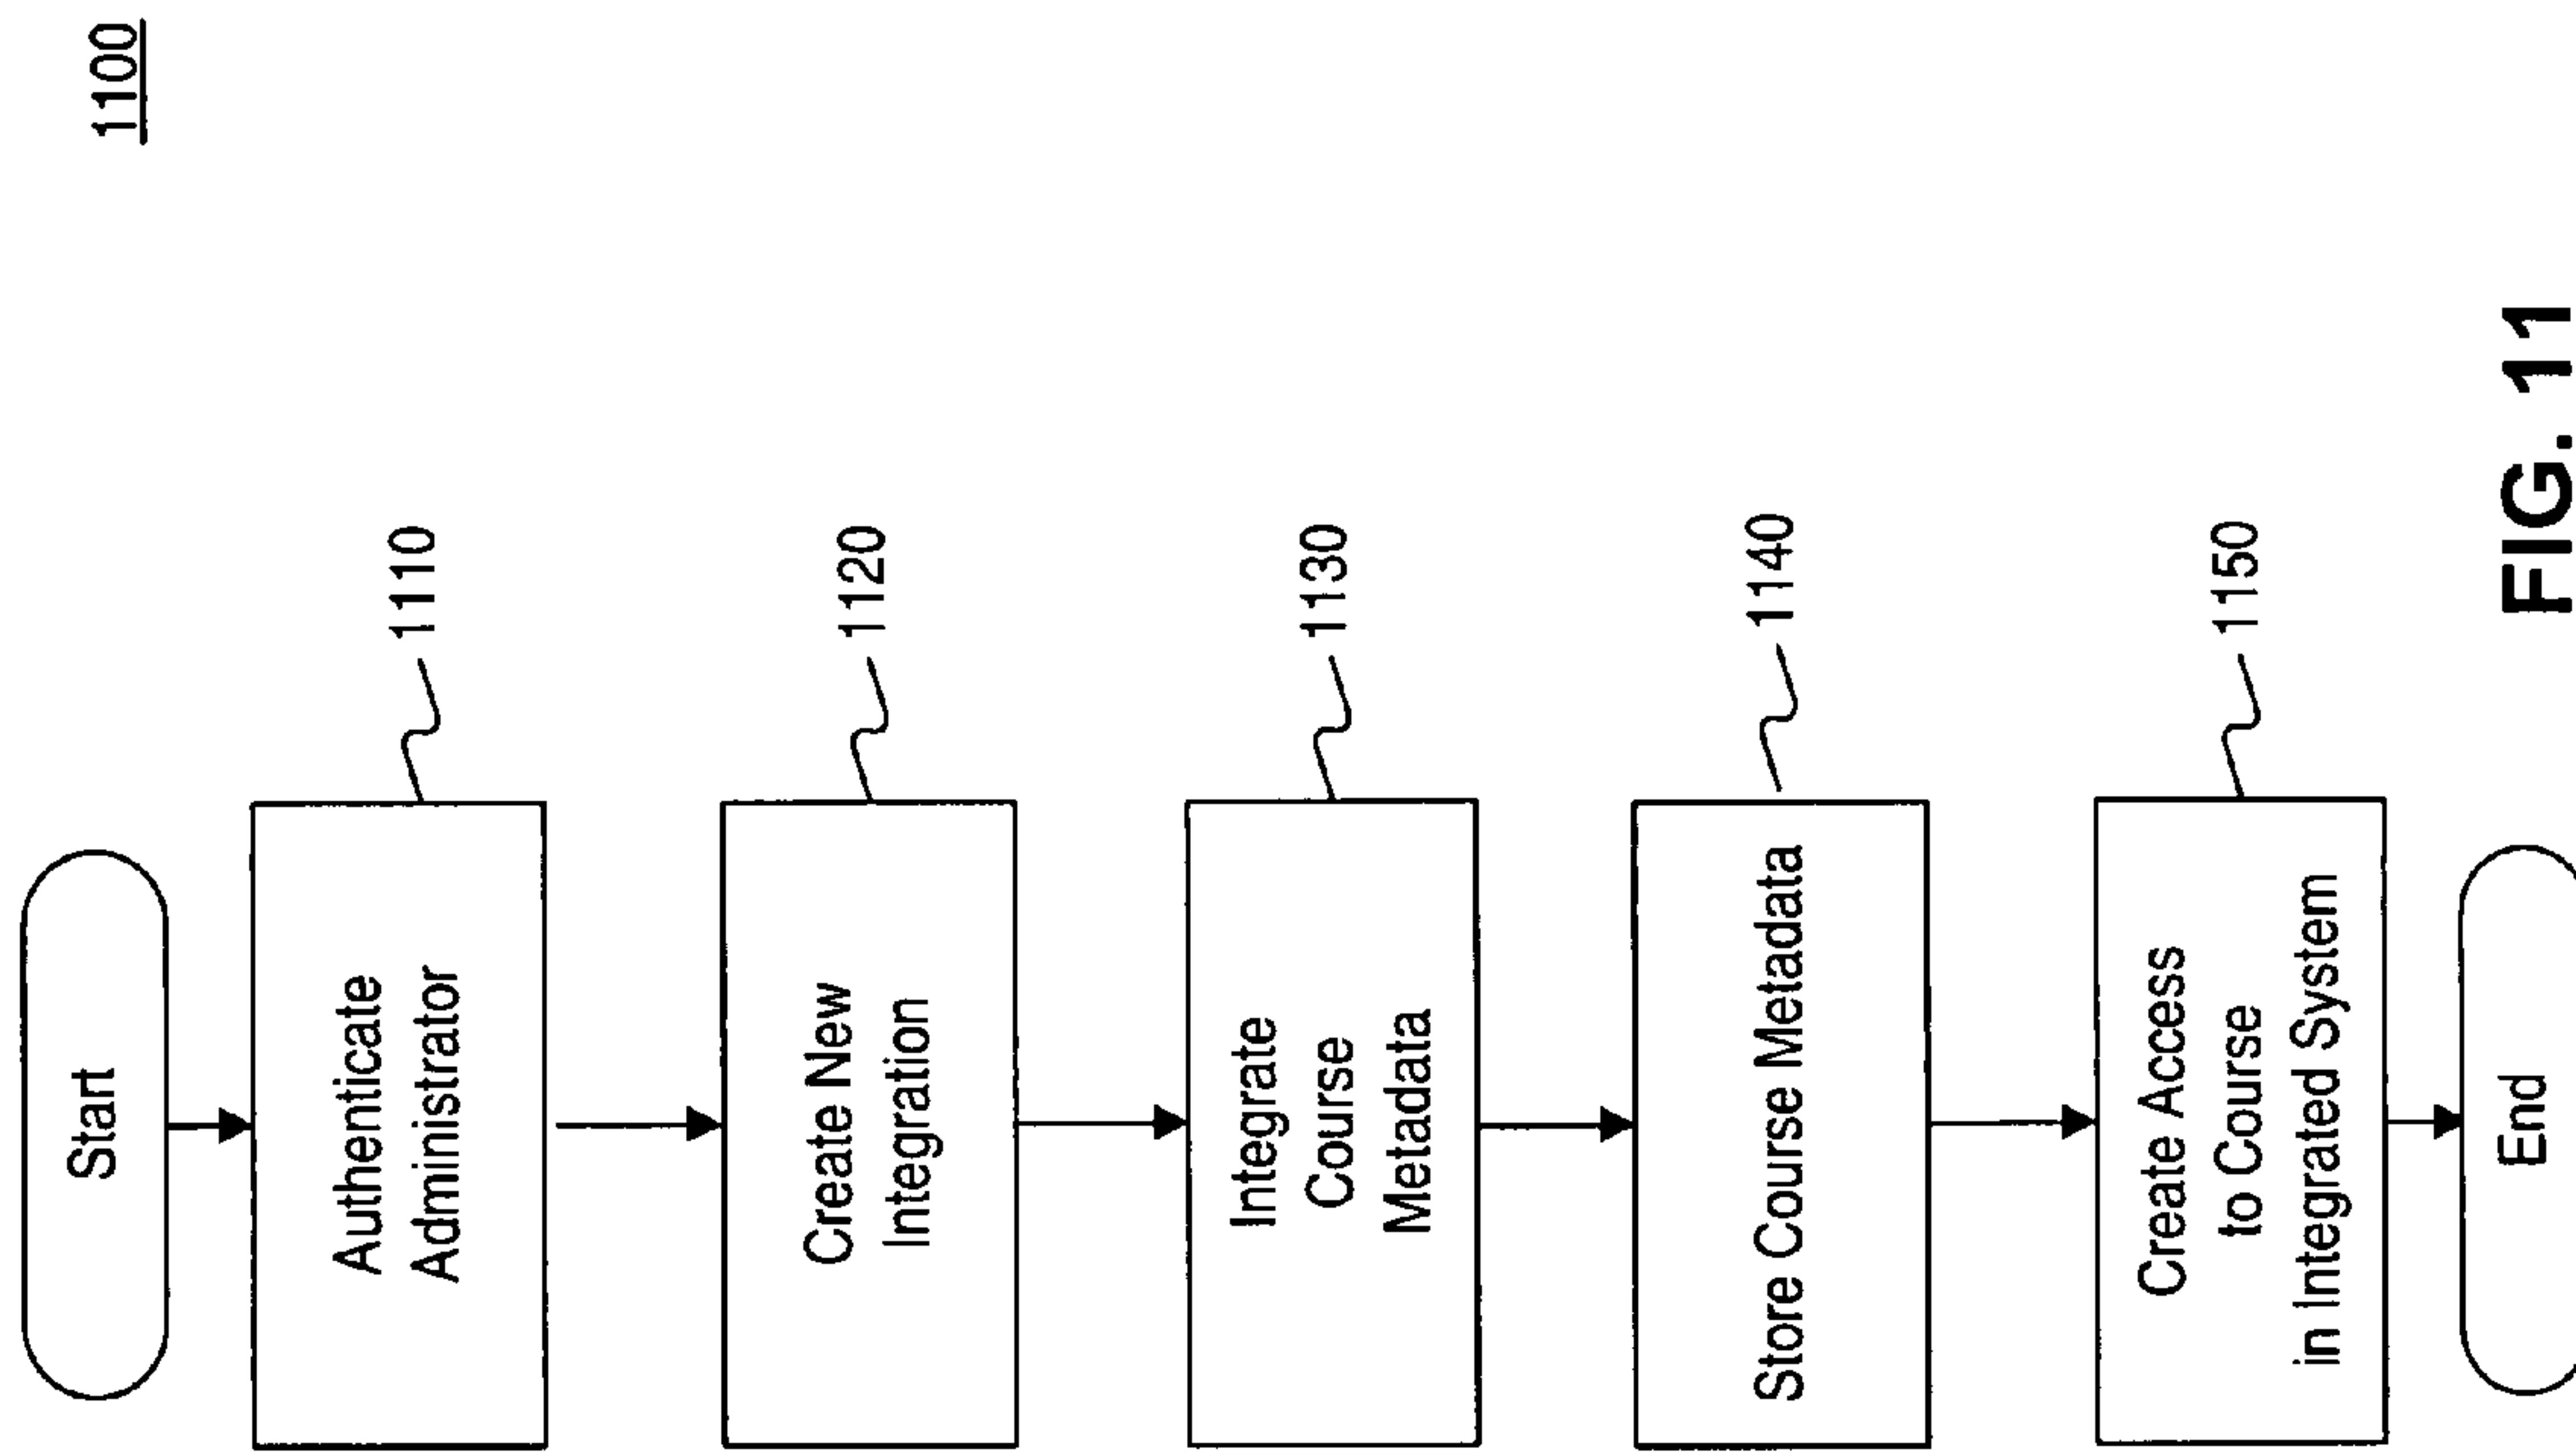 1100
Start
Authenticate
Administrator
1110
Create New
Integration
1120
Integrate
Course
Metadata
1130
Store Course Metadata
1140
Create Access
to Course
in Integrated System
1150
End
FIG. 11